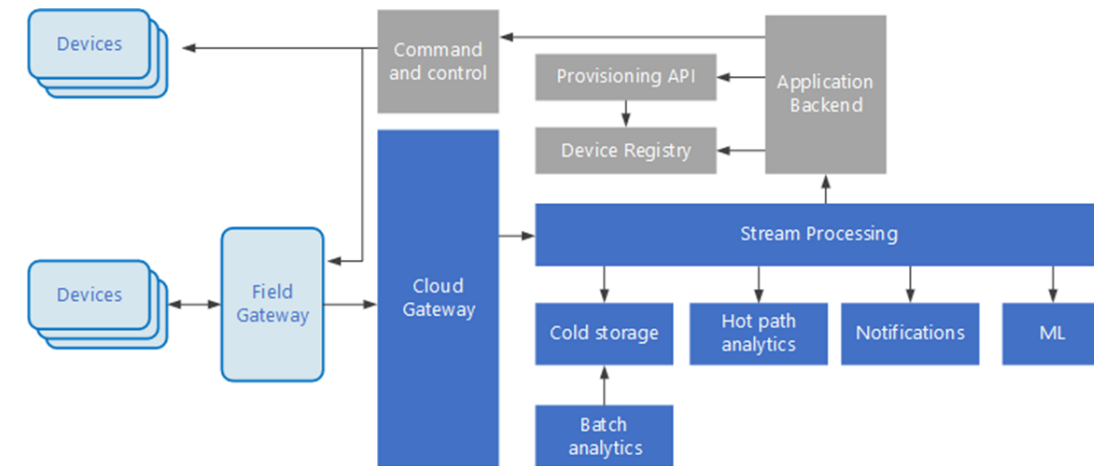 Devices
Command
and control
Provisioning API
Application
Backend
Device Registry
Stream Processing
Devices
Field
Gateway
Cloud
Gateway
Cold storage
Hot path
analytics
Notifications
ML
Batch
analytics